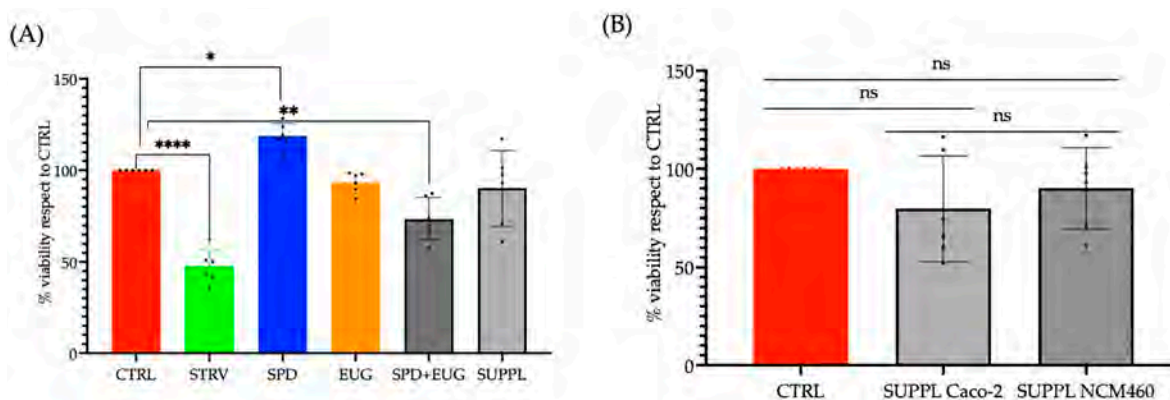 (A)
% viability respect to CTRL
150
100
50
0
*
**
****
CTRL STRV SPD EUG SPD+EUG SUPPL
(B)
% viability respect to CTRL
150
100
50
0
ns
ns
ns
CTRL SUPPL Caco-2 SUPPL NCM460